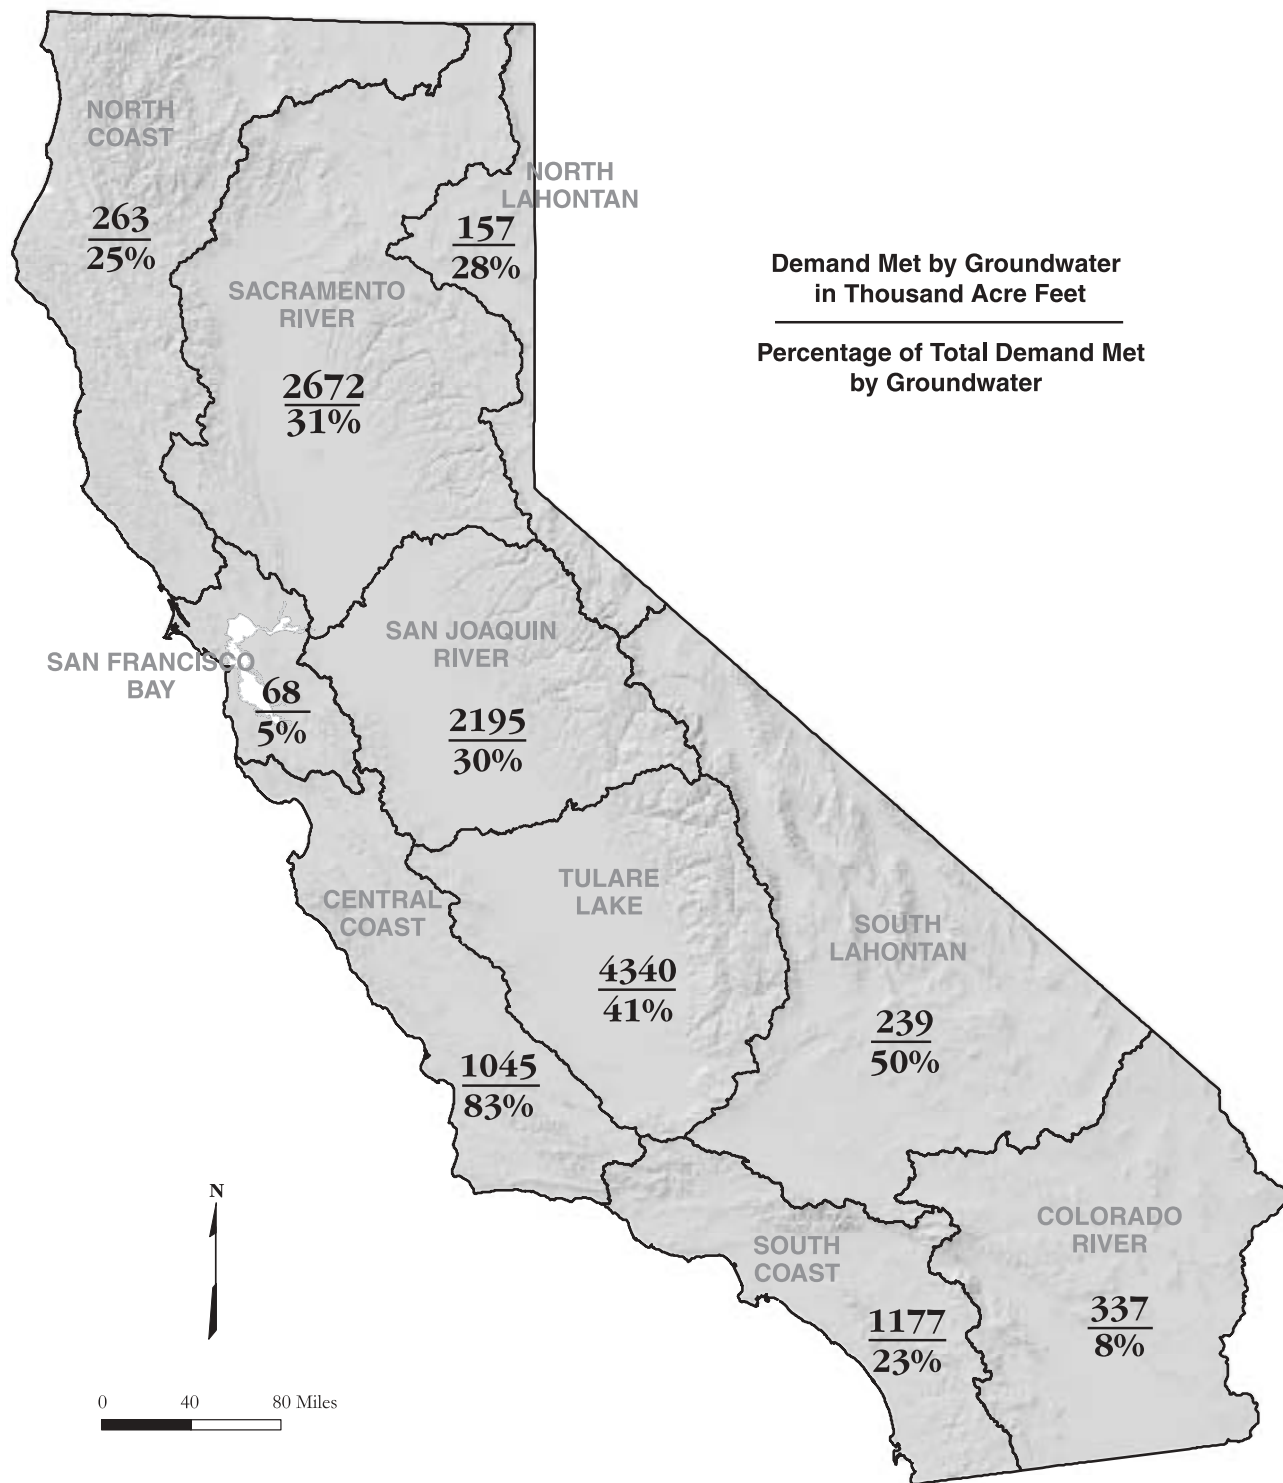 NORTH
COAST
263
25%
NORTH
LAHONTAN
157
28%
Demand Met by Groundwater
in Thousand Acre Feet
Percentage of Total Demand Met
by Groundwater
SACRAMENTO
RIVER
2672
31%
SAN FRANCISCO
BAY
68
5%
SAN JOAQUIN
RIVER
2195
30%
CENTRAL
COAST
1045
83%
TULARE
LAKE
4340
41%
SOUTH
LAHONTAN
239
50%
SOUTH
COAST
1177
23%
COLORADO
RIVER
337
8%
N
0 40 80 Miles